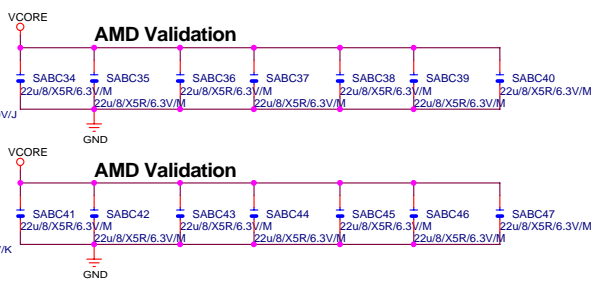 VCORE
AMD Validation
SABC34 SABC35 SABC36 SABC37 SABC38 SABC39 SABC40
22u/8/X5R/6.3V/M 22u/8/X5R/6.3V/M 22u/8/X5R/6.3V/M 22u/8/X5R/6.3V/M
22u/8/X5R/6.3V/M 22u/8/X5R/6.3V/M 22u/8/X5R/6.3V/M
V/J
GND
VCORE
AMD Validation
SABC41 SABC42 SABC43 SABC44 SABC45 SABC46 SABC47
22u/8/X5R/6.3V/M 22u/8/X5R/6.3V/M 22u/8/X5R/6.3V/M 22u/8/X5R/6.3V/M
22u/8/X5R/6.3V/M 22u/8/X5R/6.3V/M 22u/8/X5R/6.3V/M
/K
GND